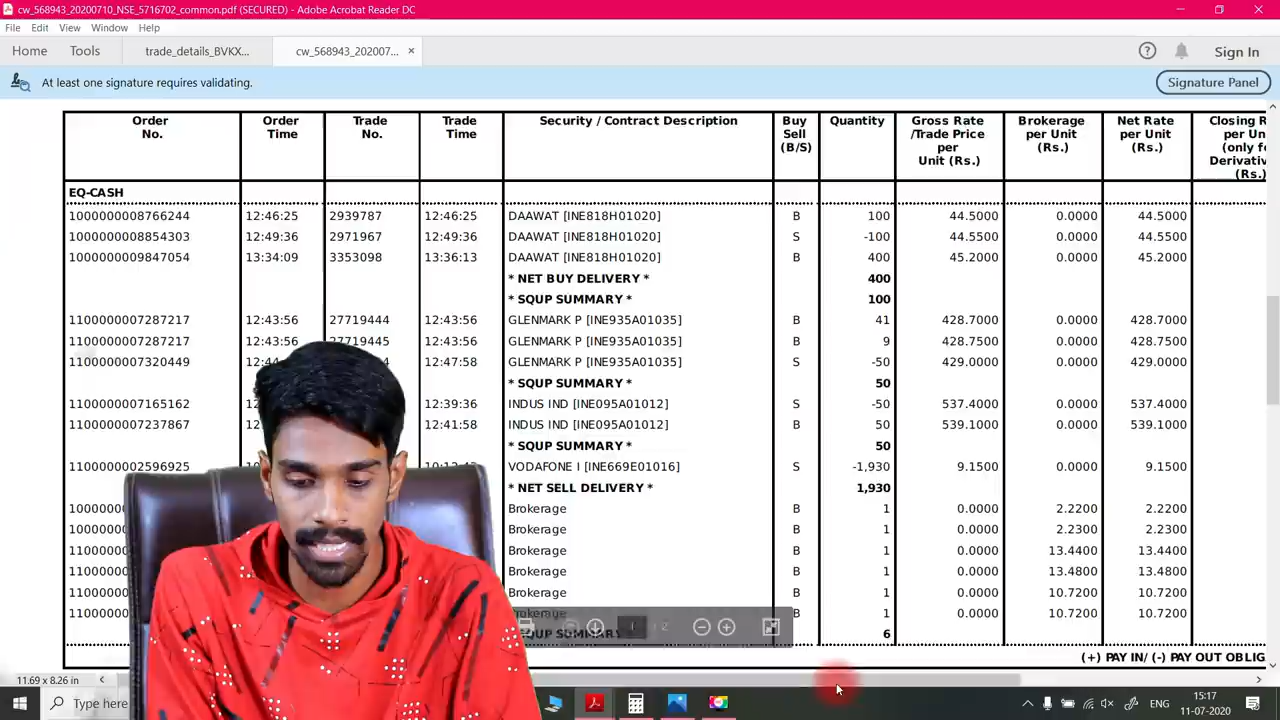 cw_568943_20200710_NSE_5716702_common.pdf (SECURED) - Adobe Acrobat Reader DC
File Edit View Window Help
Home Tools trade_details_BVKX... cw_568943_202007... × Sign In
At least one signature requires validating. Signature Panel
Order No. Order Time Trade No. Trade Time Security / Contract Description Buy Sell (B/S) Quantity Gross Rate /Trade Price per Unit (Rs.) Brokerage per Unit (Rs.) Net Rate per Unit (Rs.) Closing per (only Derivativ (Rs.)
EQ-CASH
1000000008766244 12:46:25 2939787 12:46:25 DAAWAT [INE818H01020] B 100 44.5000 0.0000 44.5000
1000000008854303 12:49:36 2971967 12:49:36 DAAWAT [INE818H01020] S -100 44.5500 0.0000 44.5500
1000000009847054 13:34:09 3353098 13:36:13 DAAWAT [INE818H01020] B 400 45.2000 0.0000 45.2000
* NET BUY DELIVERY * 400
* SQUP SUMMARY * 100
1100000007287217 12:43:56 27719444 12:43:56 GLENMARK P [INE935A01035] B 41 428.7000 0.0000 428.7000
1100000007287217 12:43:56 27719445 12:43:56 GLENMARK P [INE935A01035] B 9 428.7500 0.0000 428.7500
1100000007320449 12:47:58 GLENMARK P [INE935A01035] S -50 429.0000 0.0000 429.0000
* SQUP SUMMARY * 50
1100000007165162 12:39:36 INDUS IND [INE095A01012] S -50 537.4000 0.0000 537.4000
1100000007237867 12:41:58 INDUS IND [INE095A01012] B 50 539.1000 0.0000 539.1000
* SQUP SUMMARY * 50
1100000002596925 VODAFONE I [INE669E01016] S -1,930 9.1500 0.0000 9.1500
* NET SELL DELIVERY * 1,930
Brokerage B 1 0.0000 2.2200 2.2200
Brokerage B 1 0.0000 2.2300 2.2300
Brokerage B 1 0.0000 13.4400 13.4400
Brokerage B 1 0.0000 13.4800 13.4800
Brokerage B 1 0.0000 10.7200 10.7200
Brokerage B 1 0.0000 10.7200 10.7200
SQUP SUMMARY 6
(+) PAY IN/ (-) PAY OUT OBLIG
11.69 x 8.26 in
Type here ENG 15:17
11-07-2020